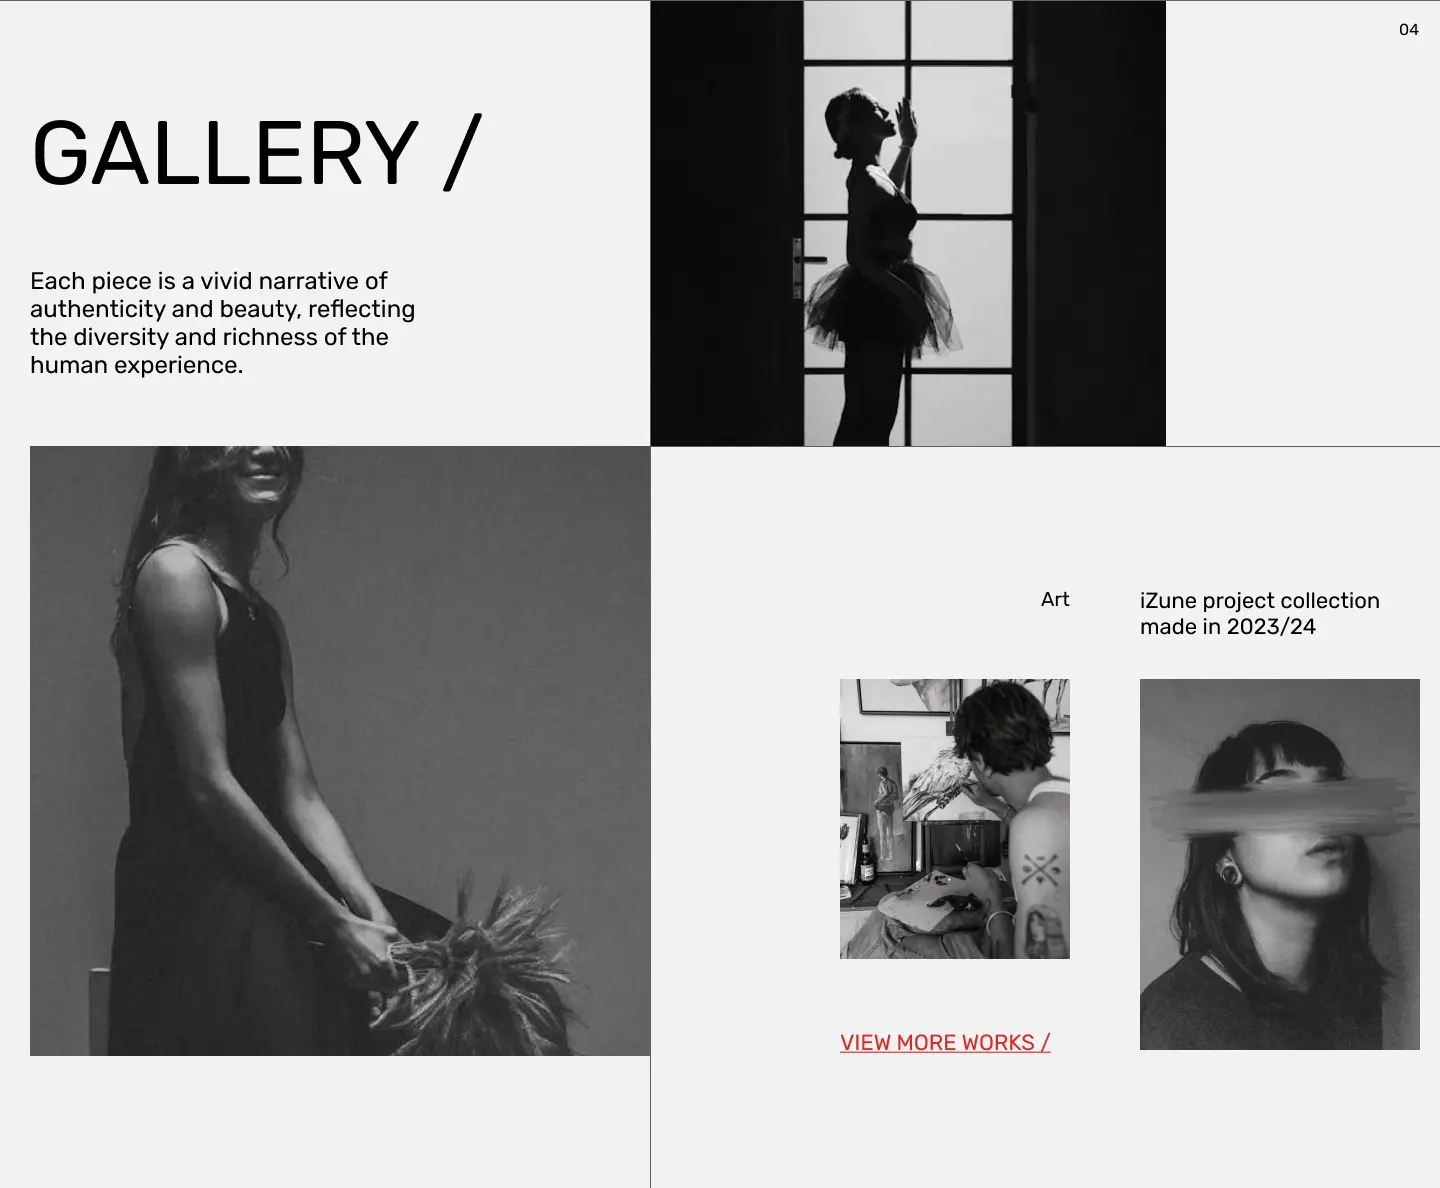 04
GALLERY /
Each piece is a vivid narrative of
authenticity and beauty, reflecting
the diversity and richness of the
human experience.
Art
iZune project collection
made in 2023/24
VIEW MORE WORKS /